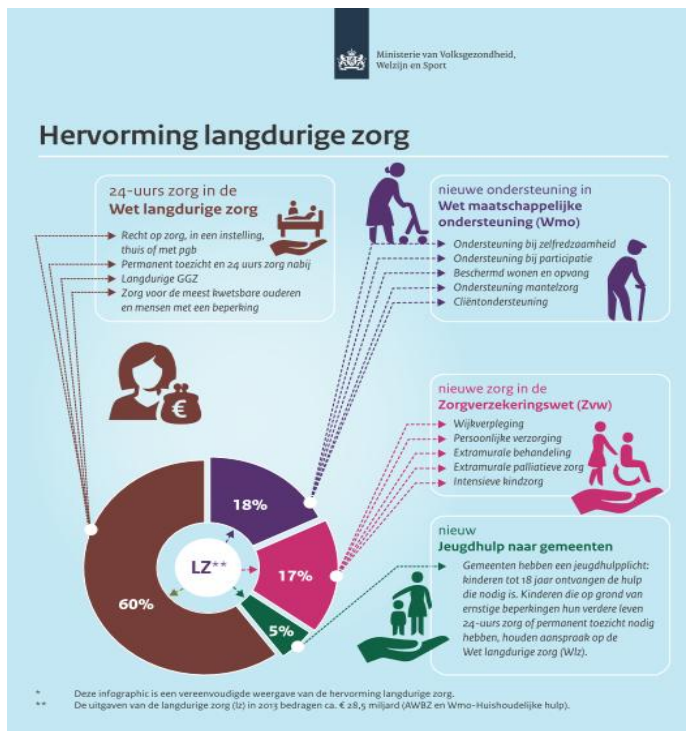 Ministerie van Volksgezondheid,
Welzijn en Sport
Hervorming langdurige zorg
24-uurs zorg in de
Wet langdurige zorg
Recht op zorg, in een instelling,
thuis of met pgb
Permanent toezicht en 24 uurs zorg nabij
Langdurige GGZ
Zorg voor de meest kwetsbare ouderen
en mensen met een beperking
nieuwe ondersteuning in
Wet maatschappelijke
ondersteuning (Wmo)
Ondersteuning bij zelfredzaamheid
Ondersteuning bij participatie
Beschermd wonen en opvang
Ondersteuning mantelzorg
Cliëntondersteuning
€
nieuwe zorg in de
Zorgverzekeringswet (Zvw)
Wijkverpleging
Persoonlijke verzorging
Extramurale behandeling
Extramurale palliatieve zorg
Intensieve kindzorg
18%
17%
5%
60%
LZ**
nieuw
Jeugdhulp naar gemeenten
Gemeenten hebben een jeugdhulpplicht:
kinderen tot 18 jaar ontvangen de hulp
die nodig is. Kinderen die op grond van
ernstige beperkingen hun verdere leven
24-uurs zorg of permanent toezicht nodig
hebben, houden aanspraak op de
Wet langdurige zorg (Wlz).
* Deze infographic is een vereenvoudigde weergave van de hervorming langdurige zorg.
** De uitgaven van de langdurige zorg (lz) in 2013 bedragen ca. € 28,5 miljard (AWBZ en Wmo-Huishoudelijke hulp).